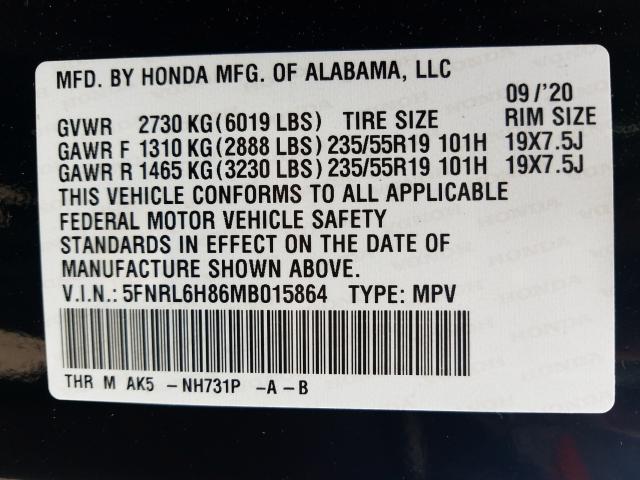 MFD. BY HONDA MFG. OF ALABAMA, LLC
09/'20
GVWR 2730 KG (6019 LBS) TIRE SIZE RIM SIZE
GAWR F 1310 KG (2888 LBS) 235/55R19 101H 19X7.5J
GAWR R 1465 KG (3230 LBS) 235/55R19 101H 19X7.5J
THIS VEHICLE CONFORMS TO ALL APPLICABLE
FEDERAL MOTOR VEHICLE SAFETY
STANDARDS IN EFFECT ON THE DATE OF
MANUFACTURE SHOWN ABOVE.
V.I.N.: 5FNRL6H86MB015864 TYPE: MPV
THR M AK5 -NH731P -A-B